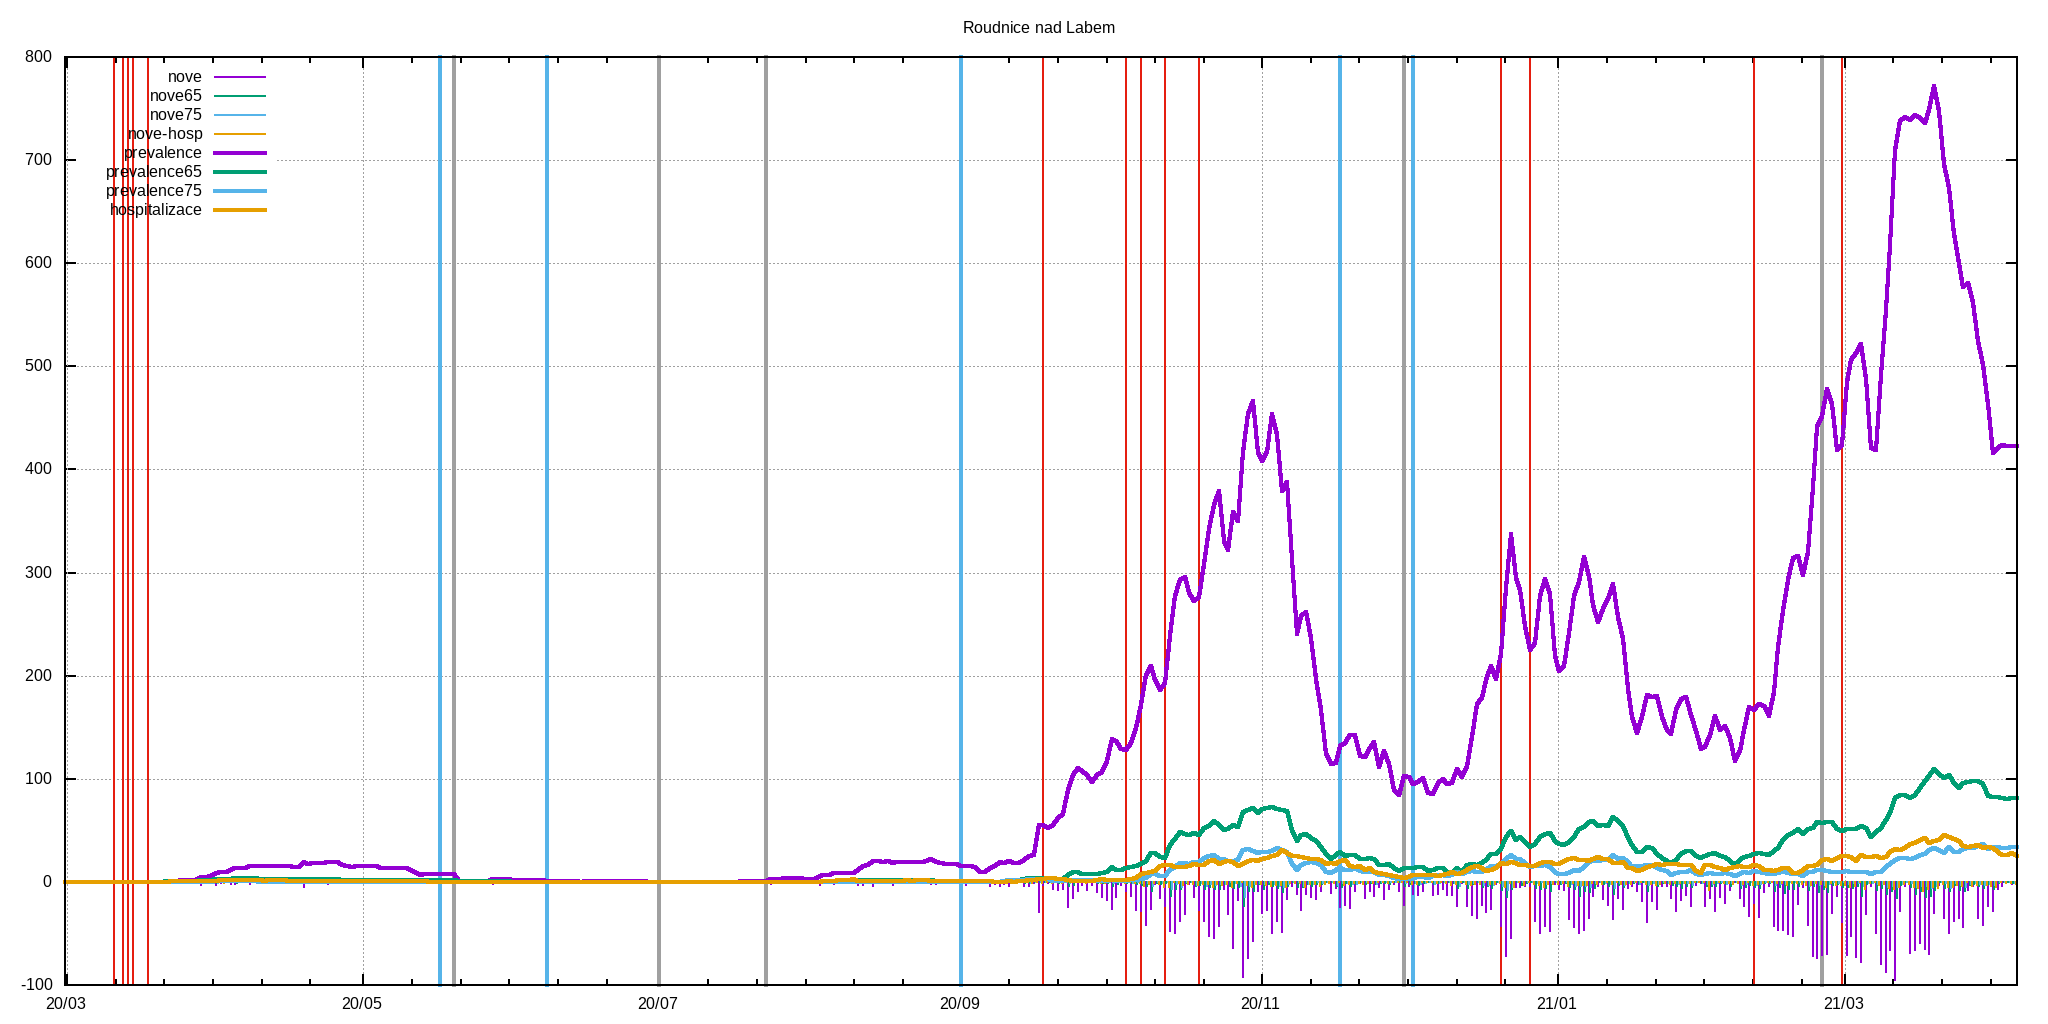 Roudnice nad Labem
800
700
600
500
400
300
200
100
0
-100
nove
nove65
nove75
nove-hosp
prevalence
prevalence65
prevalence75
hospitalizace
20/03 20/05 20/07 20/09 20/11 21/01 21/03